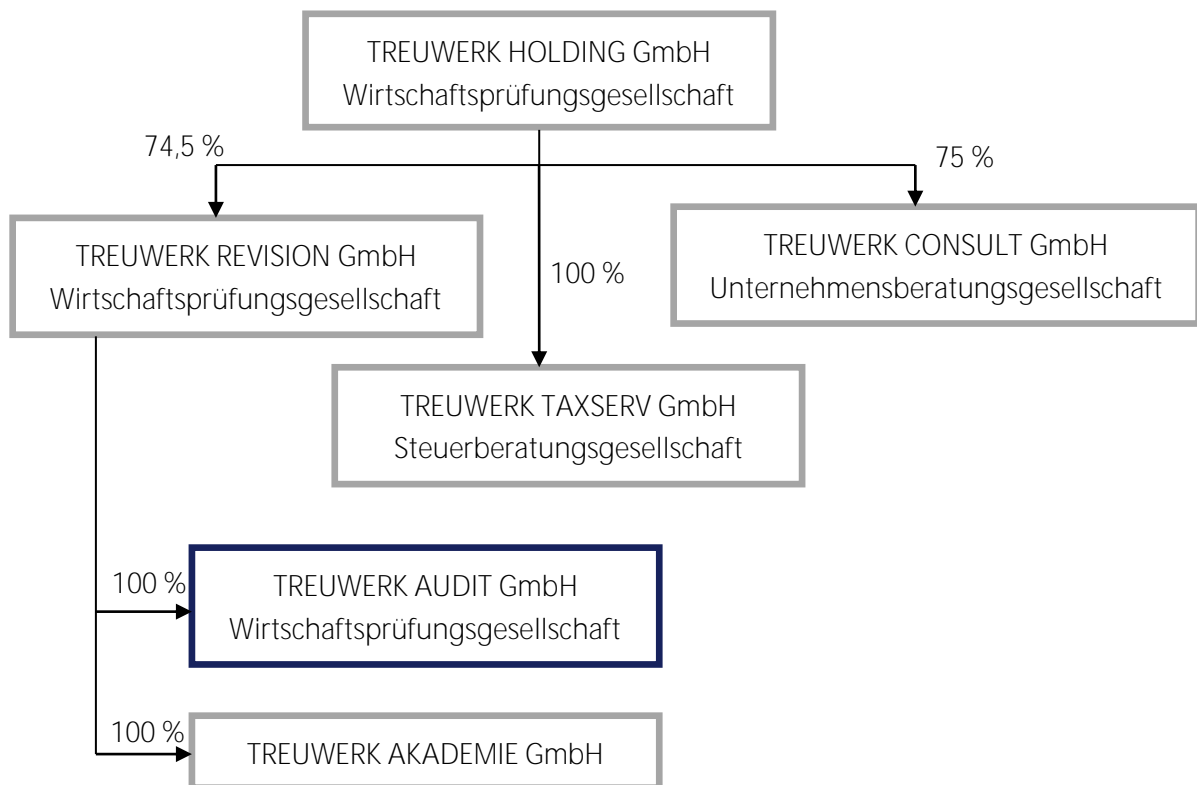 TREUWERK HOLDING GmbH
Wirtschaftsprüfungsgesellschaft
74,5 %
75 %
TREUWERK REVISION GmbH
Wirtschaftsprüfungsgesellschaft
100 %
TREUWERK CONSULT GmbH
Unternehmensberatungsgesellschaft
TREUWERK TAXSERV GmbH
Steuerberatungsgesellschaft
100 %
TREUWERK AUDIT GmbH
Wirtschaftsprüfungsgesellschaft
100 %
TREUWERK AKADEMIE GmbH